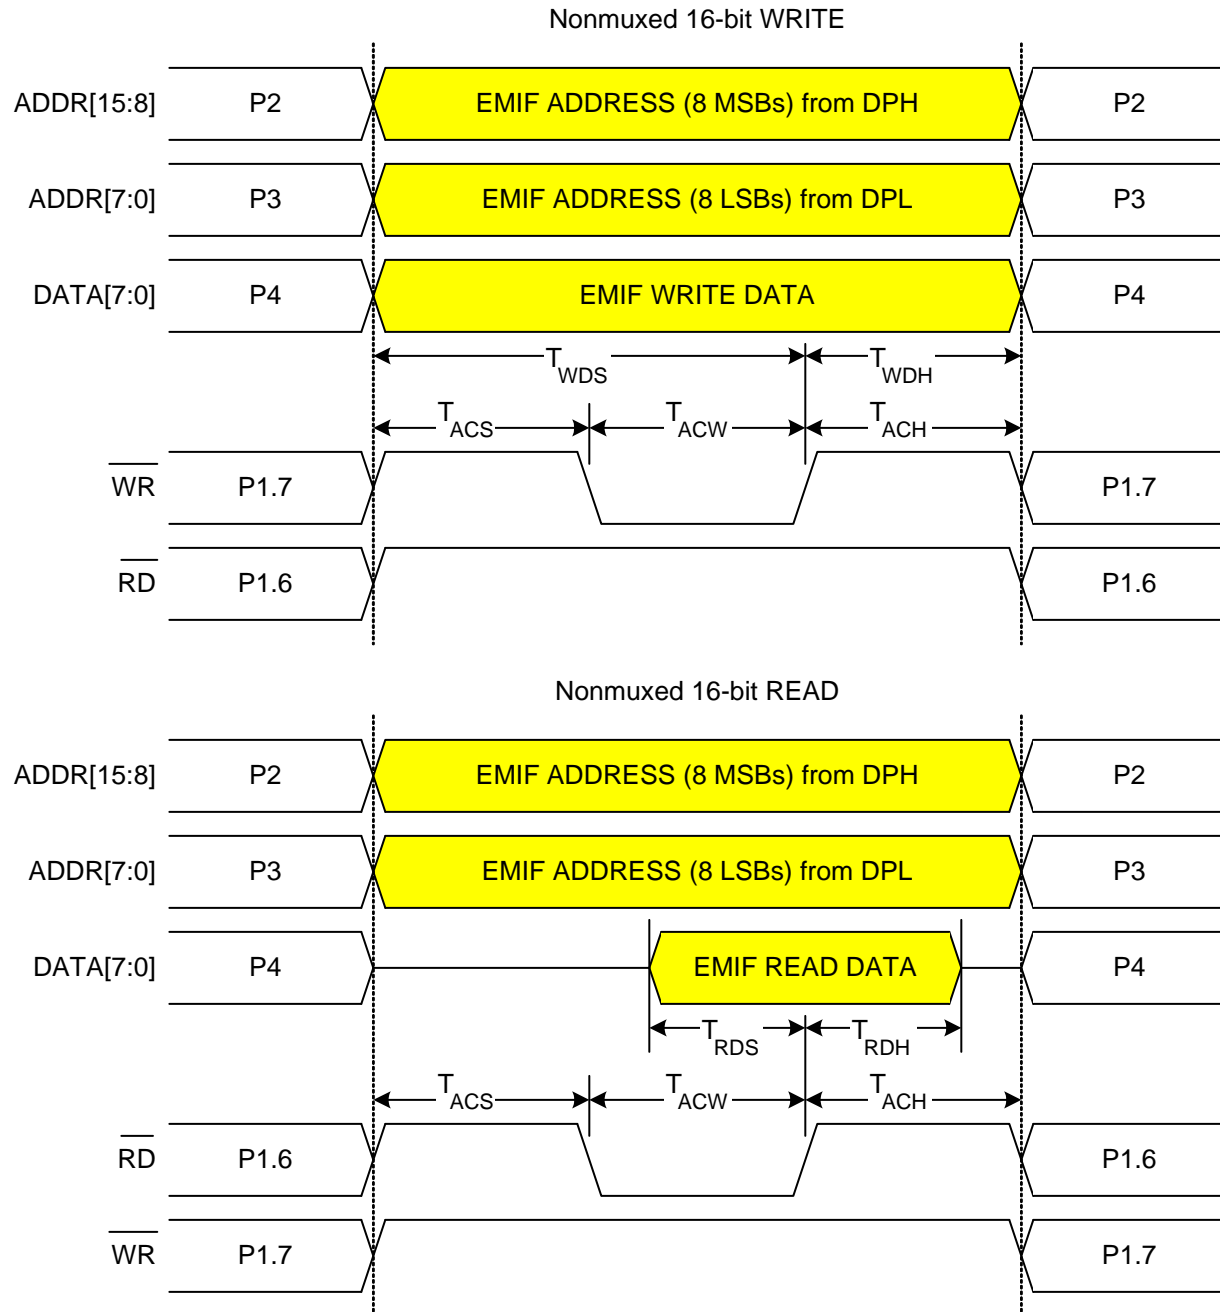 Nonmuxed 16-bit WRITE
ADDR[15:8] P2 EMIF ADDRESS (8 MSBs) from DPH P2
ADDR[7:0] P3 EMIF ADDRESS (8 LSBs) from DPL P3
DATA[7:0] P4 EMIF WRITE DATA P4
TWDS TWDH
TACS TACW TACH
WR P1.7 P1.7
RD P1.6 P1.6
Nonmuxed 16-bit READ
ADDR[15:8] P2 EMIF ADDRESS (8 MSBs) from DPH P2
ADDR[7:0] P3 EMIF ADDRESS (8 LSBs) from DPL P3
DATA[7:0] P4 EMIF READ DATA P4
TRDS TRDH
TACS TACW TACH
RD P1.6 P1.6
WR P1.7 P1.7